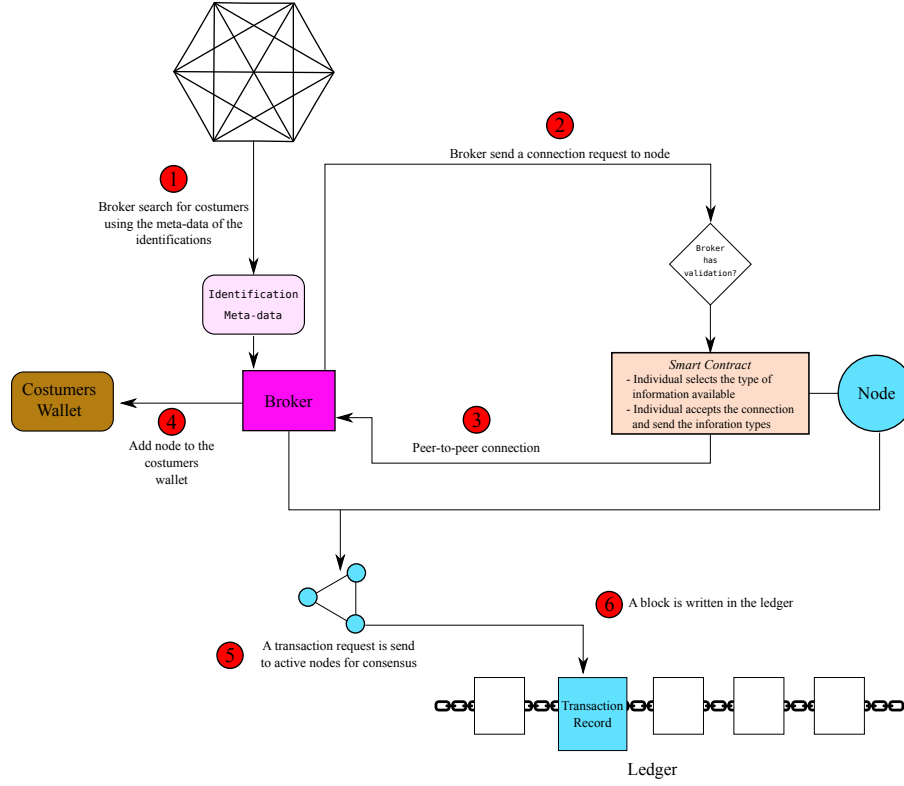 2
Broker send a connection request to node
1
Broker search for costumers
using the meta-data of the
identifications
Broker
has
validation?
Identification
Meta-data
Smart Contract
- Individual selects the type of
information available
- Individual accepts the connection
and send the inforation types
Node
Costumers
Wallet
Broker
4
Add node to the
costumers
wallet
3
Peer-to-peer connection
6
A block is written in the ledger
5
A transaction request is send
to active nodes for consensus
Transaction
Record
Ledger